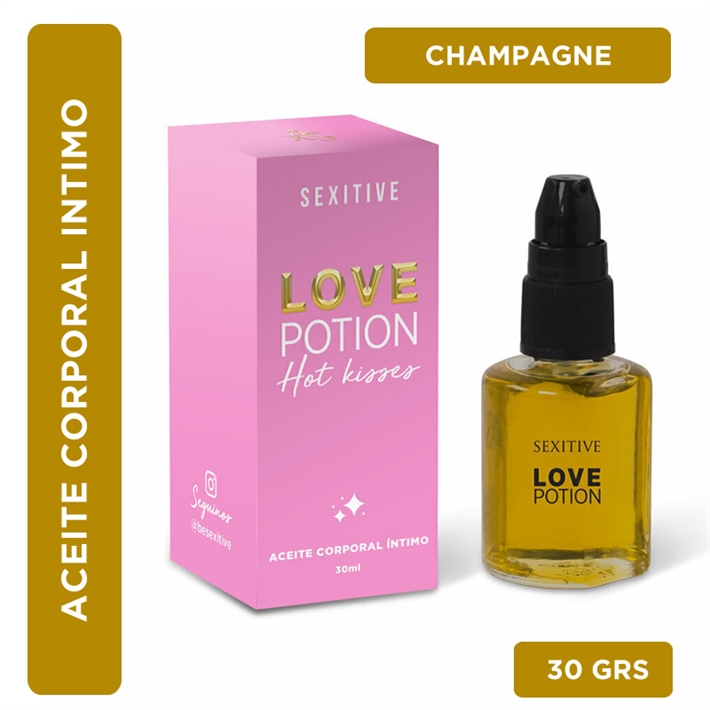 ACEITE CORPORAL INTIMO
CHAMPAGNE
SEXITIVE
LOVE
POTION
Hot kisses
Seguinos
@besexitive
ACEITE CORPORAL ÍNTIMO
30ml
SEXITIVE
LOVE
POTION
30 GRS